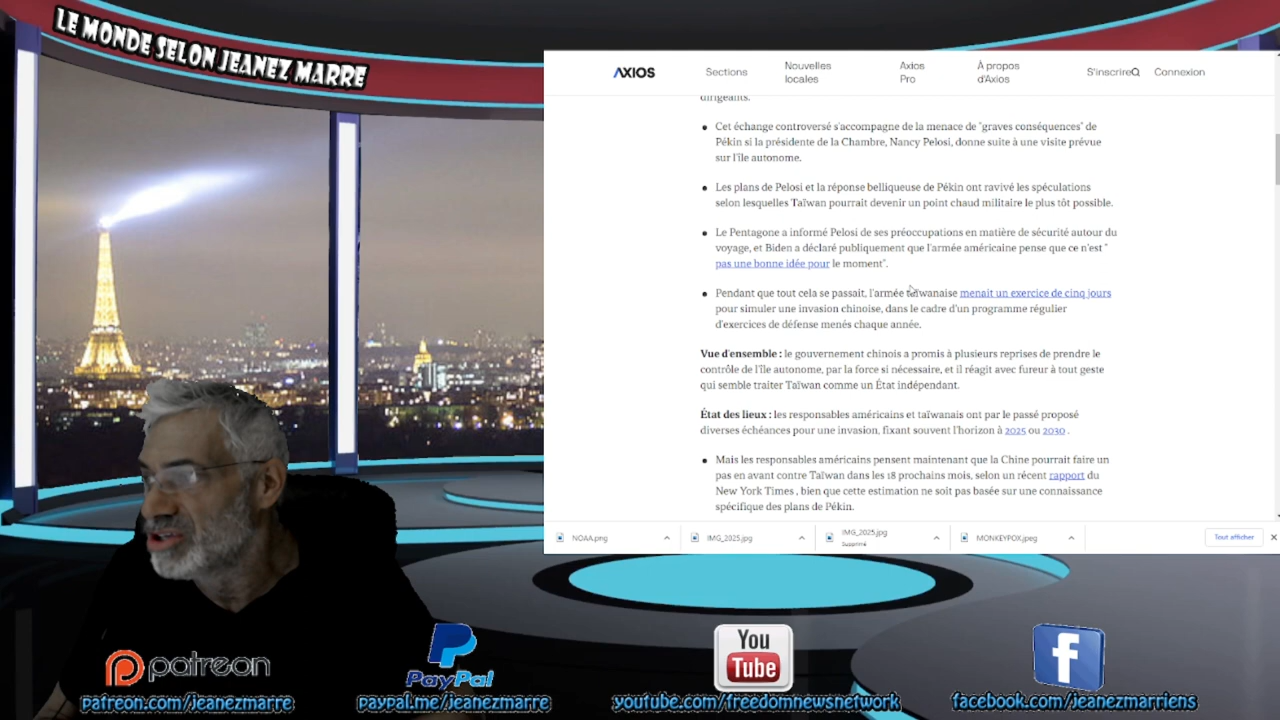 LE MONDE SELON JEANEZ MARRE
AXIOS
Sections
Nouvelles
locales
Axios
Pro
À propos
d'Axios
S'inscrire
Connexion
dirigeants.
Cet échange controversé s'accompagne de la menace de "graves conséquences" de
Pékin si la présidente de la Chambre, Nancy Pelosi, donne suite à une visite prévue
sur l'île autonome.
Les plans de Pelosi et la réponse belliqueuse de Pékin ont ravivé les spéculations
selon lesquelles Taïwan pourrait devenir un point chaud militaire le plus tôt possible.
Le Pentagone a informé Pelosi de ses préoccupations en matière de sécurité autour du
voyage, et Biden a déclaré publiquement que l'armée américaine pense que ce n'est "
pas une bonne idée pour le moment".
Pendant que tout cela se passait, l'armée taïwanaise menait un exercice de cinq jours
pour simuler une invasion chinoise, dans le cadre d'un programme régulier
d'exercices de défense menés chaque année.
Vue d'ensemble : le gouvernement chinois a promis à plusieurs reprises de prendre le
contrôle de l'île autonome, par la force si nécessaire, et il réagit avec fureur à tout geste
qui semble traiter Taïwan comme un État indépendant.
État des lieux : les responsables américains et taïwanais ont par le passé proposé
diverses échéances pour une invasion, fixant souvent l'horizon à 2025 ou 2030 .
Mais les responsables américains pensent maintenant que la Chine pourrait faire un
pas en avant contre Taïwan dans les 18 prochains mois, selon un récent rapport du
New York Times , bien que cette estimation ne soit pas basée sur une connaissance
spécifique des plans de Pékin.
NOAA.png
IMG_2025.jpg
IMG_2025.jpg
Supprimé
MONKEYPOX.jpeg
Tout afficher
patreon
PayPal
You
Tube
f
patreon.com/jeanezmarre
paypal.me/jeanezmarre
youtube.com/freedomnewsnetwork
facebook.com/jeanezmarriens